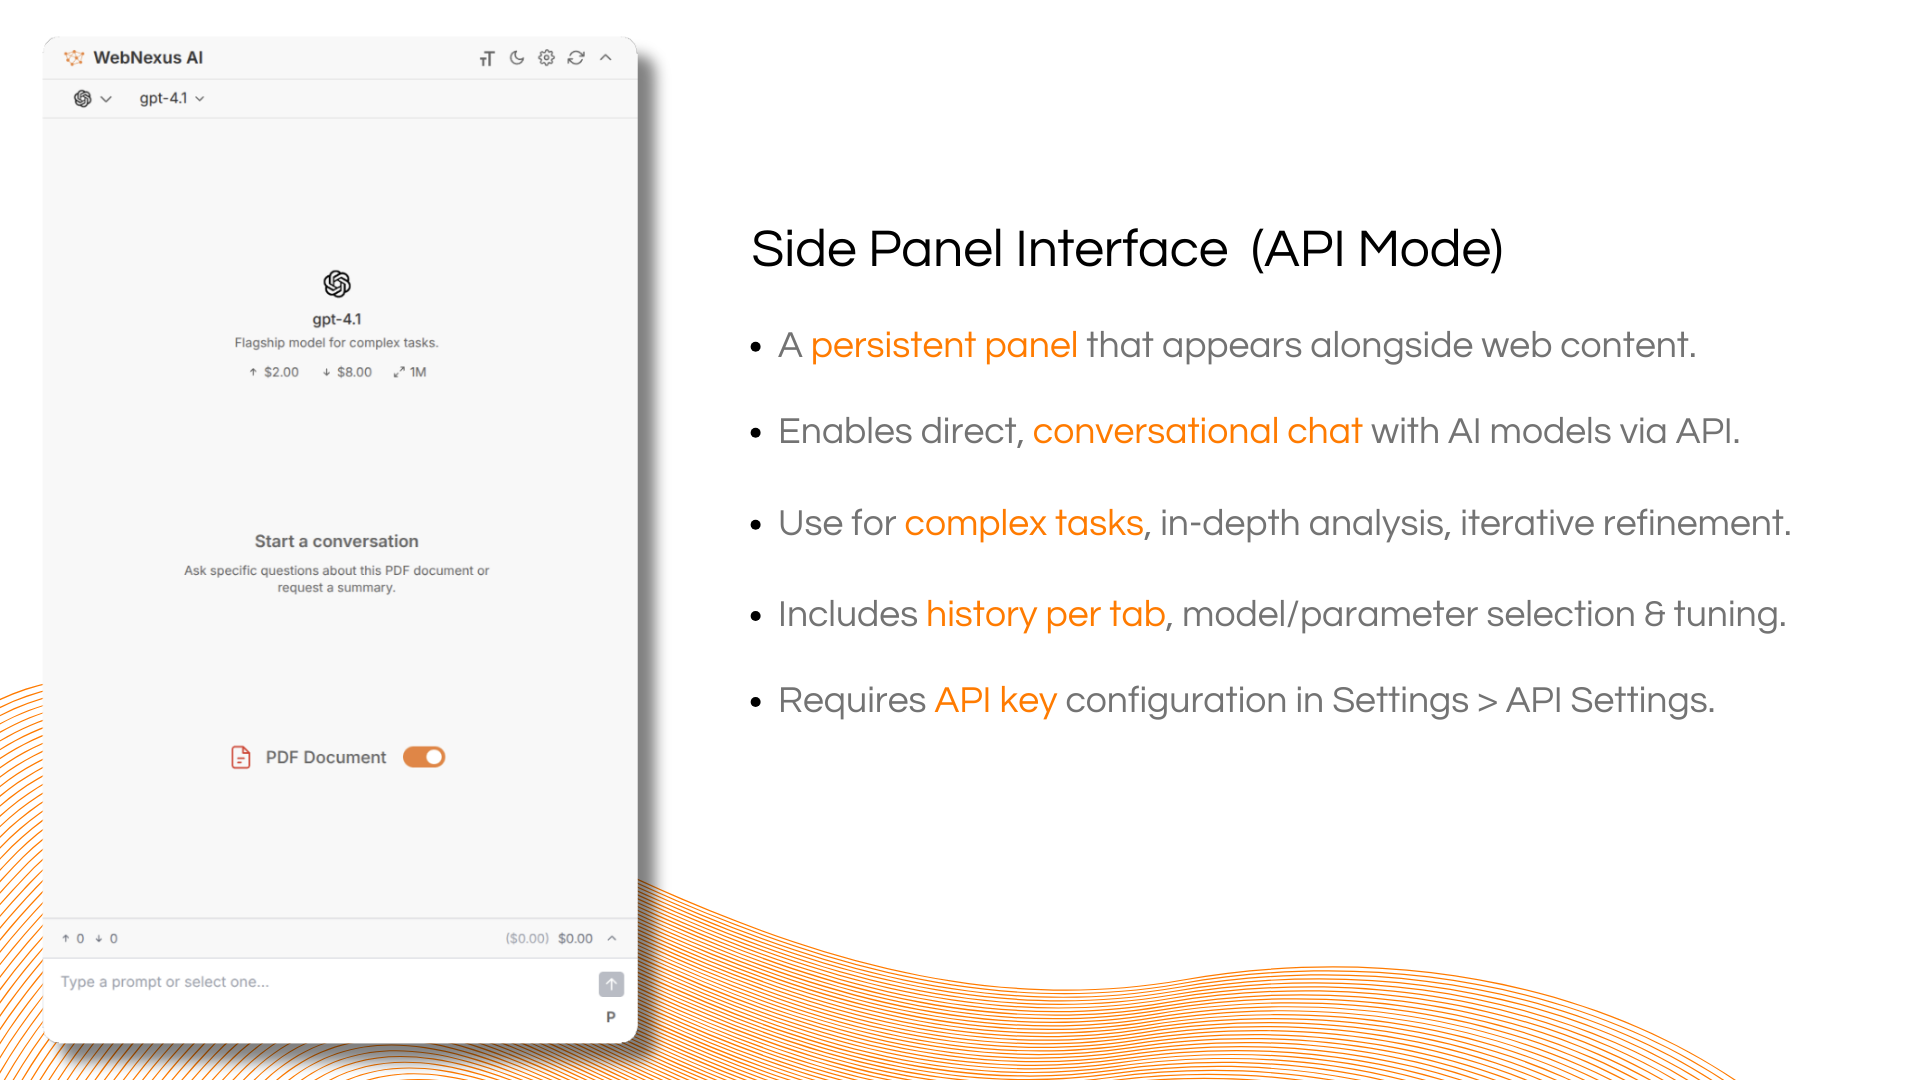 WebNexus AI
gpt-4.1
gpt-4.1
Flagship model for complex tasks.
↑ $2.00 ↓ $8.00 ⤢ 1M
Start a conversation
Ask specific questions about this PDF document or
request a summary.
PDF Document
↑ 0 ↓ 0 ($0.00) $0.00
Type a prompt or select one...
P
Side Panel Interface (API Mode)
• A persistent panel that appears alongside web content.
• Enables direct, conversational chat with AI models via API.
• Use for complex tasks, in-depth analysis, iterative refinement.
• Includes history per tab, model/parameter selection & tuning.
• Requires API key configuration in Settings > API Settings.